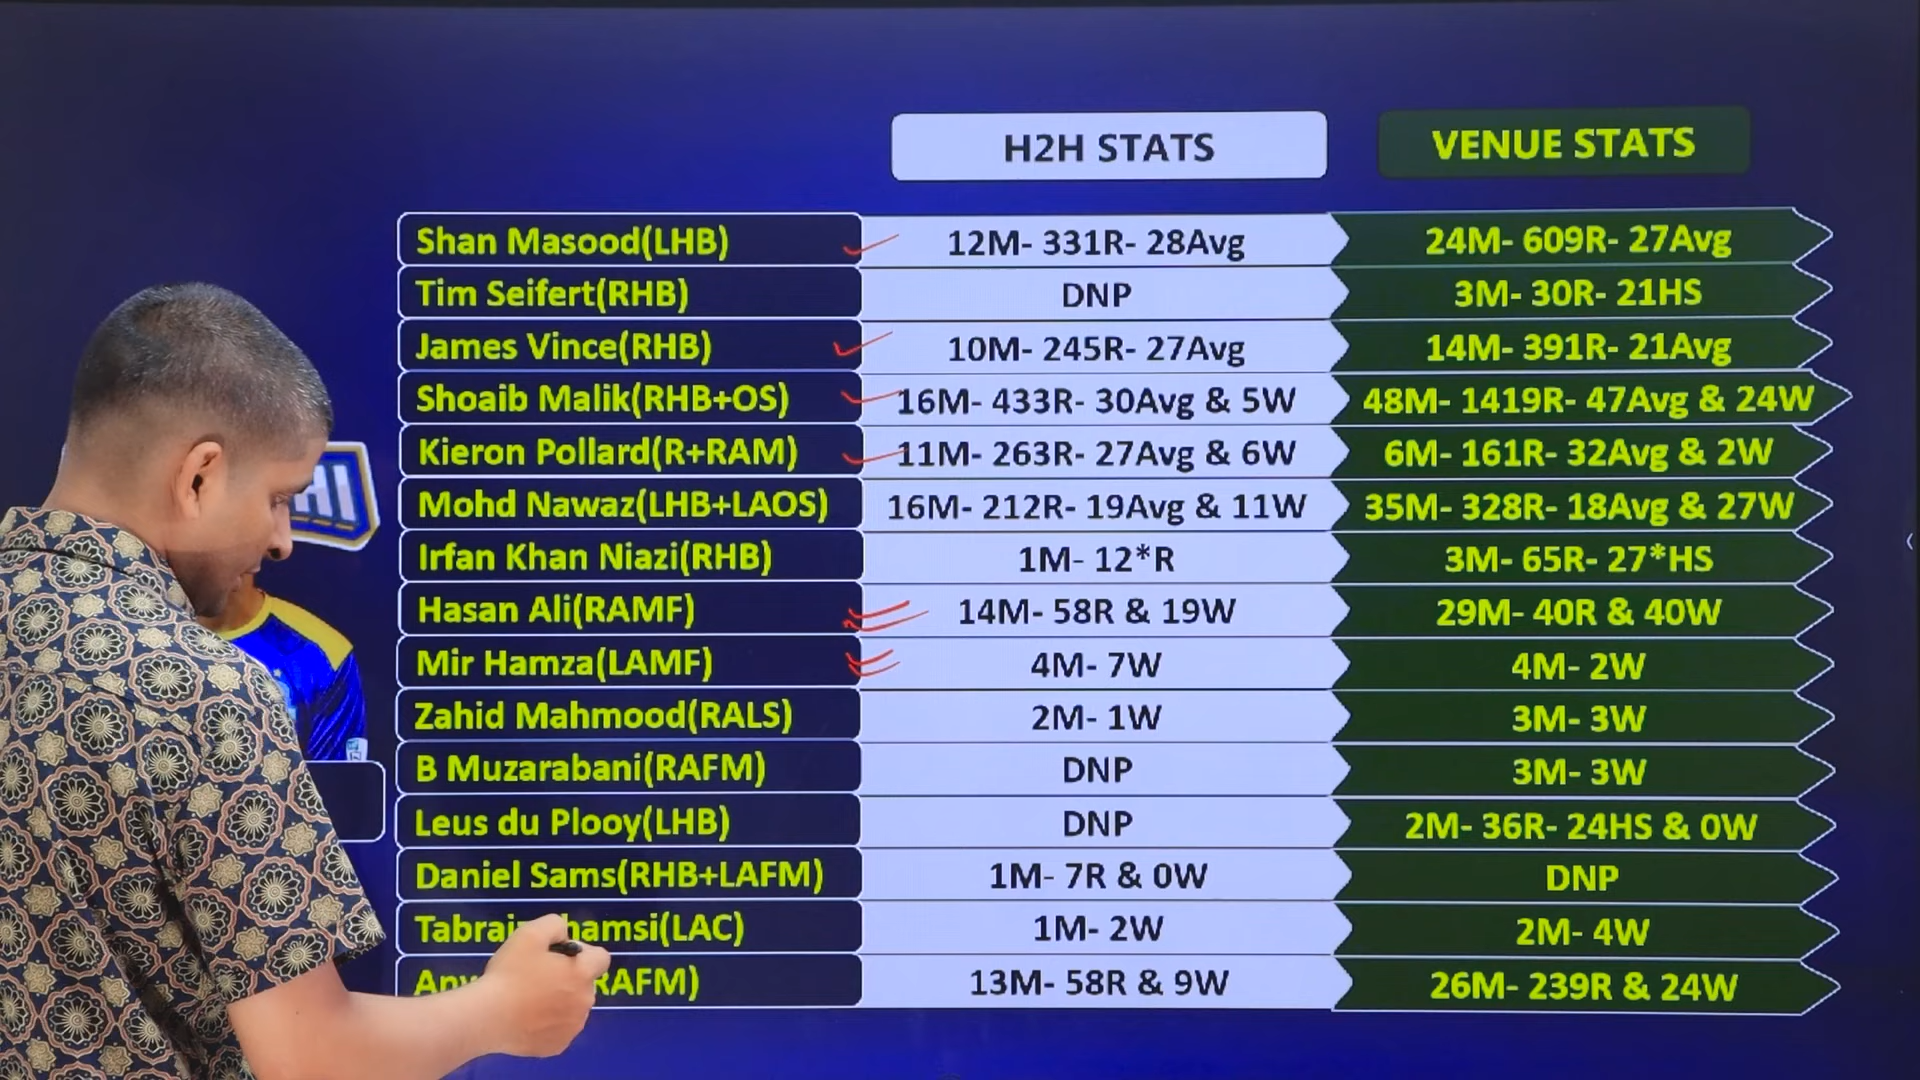 H2H STATS VENUE STATS
Shan Masood(LHB) 12M- 331R- 28Avg 24M- 609R- 27Avg
Tim Seifert(RHB) DNP 3M- 30R- 21HS
James Vince(RHB) 10M- 245R- 27Avg 14M- 391R- 21Avg
Shoaib Malik(RHB+OS) 16M- 433R- 30Avg & 5W 48M- 1419R- 47Avg & 24W
Kieron Pollard(R+RAM) 11M- 263R- 27Avg & 6W 6M- 161R- 32Avg & 2W
Mohd Nawaz(LHB+LAOS) 16M- 212R- 19Avg & 11W 35M- 328R- 18Avg & 27W
Irfan Khan Niazi(RHB) 1M- 12*R 3M- 65R- 27*HS
Hasan Ali(RAMF) 14M- 58R & 19W 29M- 40R & 40W
Mir Hamza(LAMF) 4M- 7W 4M- 2W
Zahid Mahmood(RALS) 2M- 1W 3M- 3W
B Muzarabani(RAFM) DNP 3M- 3W
Leus du Plooy(LHB) DNP 2M- 36R- 24HS & 0W
Daniel Sams(RHB+LAFM) 1M- 7R & 0W DNP
1M- 2W 2M- 4W
13M- 58R & 9W 26M- 239R & 24W